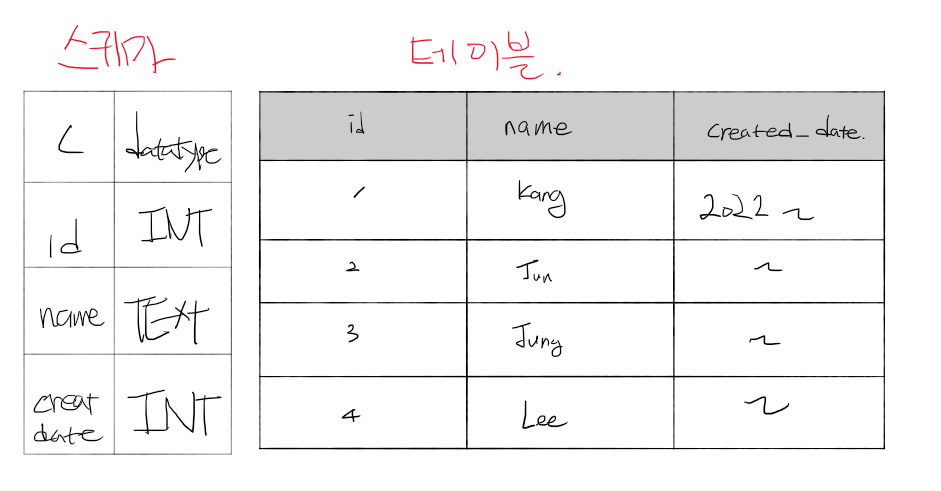 스키마
테이블.
C datatype
id INT
name TEXT
creat
date INT
id name created_date.
1 Kang 2022 ~
2 Jun ~
3 Jung ~
4 Lee ~